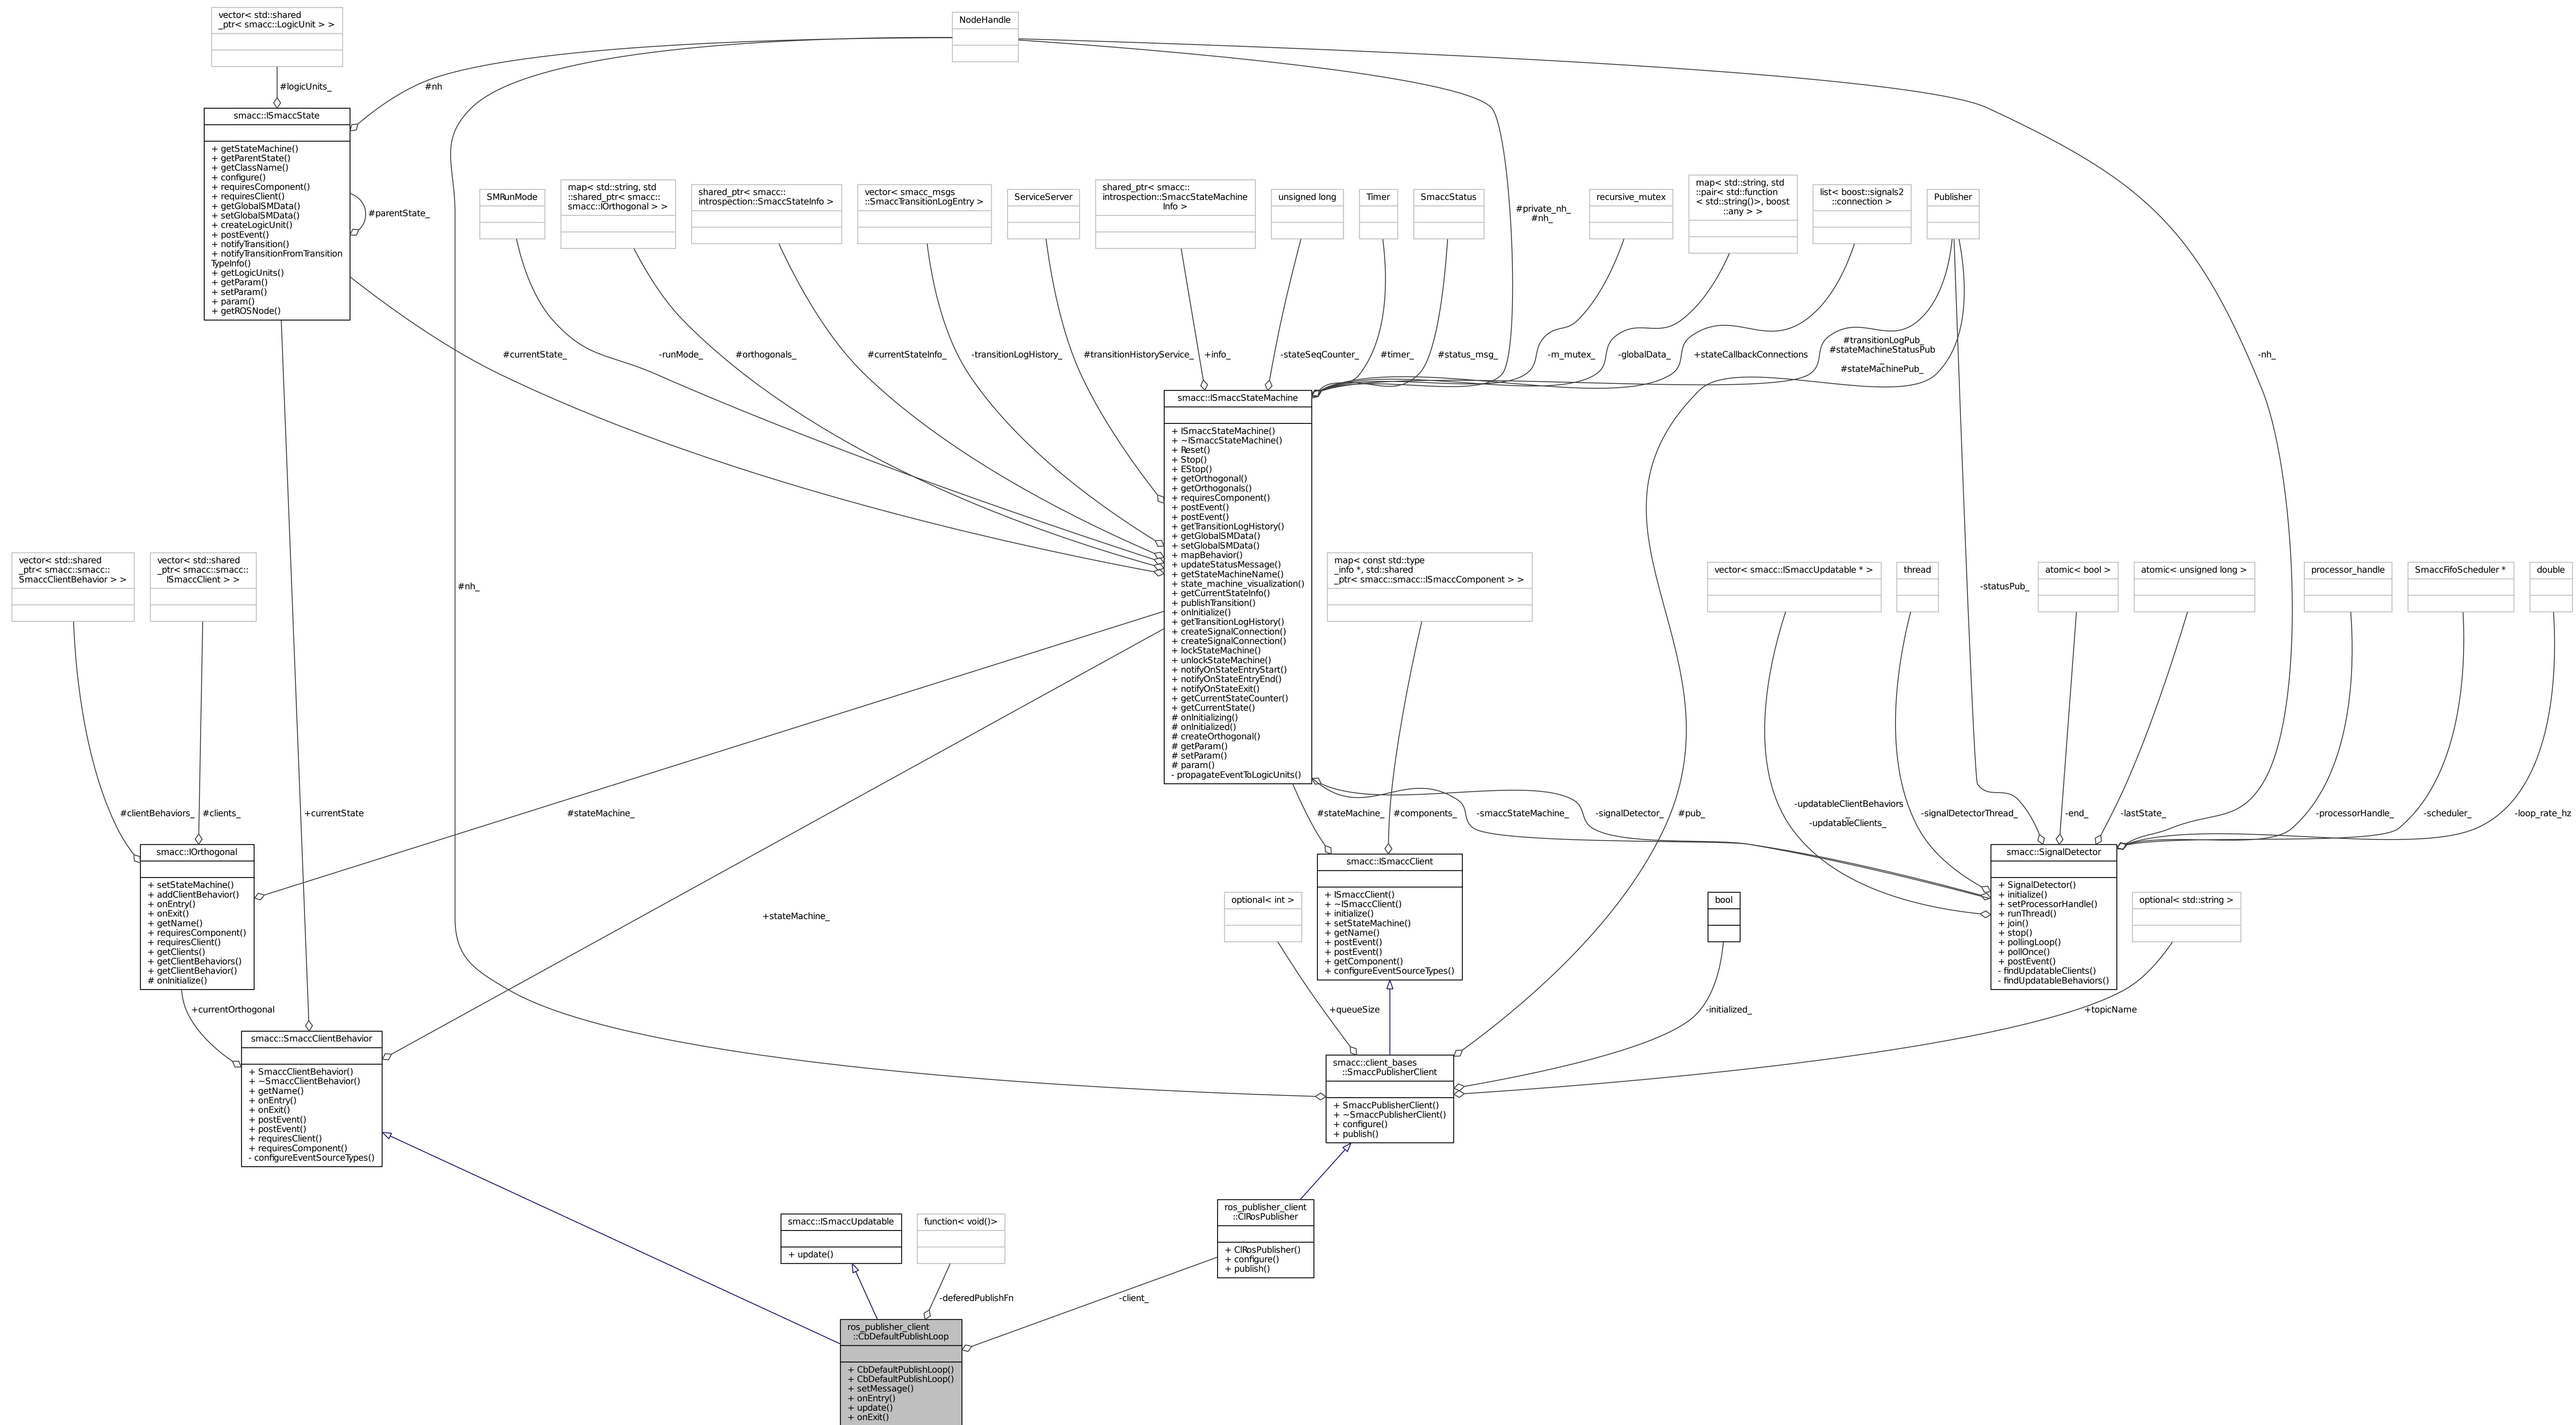 vector< std::shared
_ptr< smacc::LogicUnit > >
NodeHandle
#logicUnits_
#nh
smacc::ISmaccState
+ getStateMachine()
+ getParentState()
+ getClassName()
+ configure()
+ requiresComponent()
+ requiresClient()
+ getGlobalSMData()
+ setGlobalSMData()
+ createLogicUnit()
+ postEvent()
+ notifyTransition()
+ notifyTransitionFromTransition
TypeInfo()
+ getLogicUnits()
+ getParam()
+ setParam()
+ param()
+ getROSNode()
#parentState_
SMRunMode
map< std::string, std
::shared_ptr< smacc::
smacc::IOrthogonal > >
shared_ptr< smacc::
introspection::SmaccStateInfo >
vector< smacc_msgs
::SmaccTransitionLogEntry >
ServiceServer
shared_ptr< smacc::
introspection::SmaccStateMachine
Info >
unsigned long
Timer
SmaccStatus
#private_nh_
#nh_
recursive_mutex
map< std::string, std
::pair< std::function
< std::string()>, boost
::any > >
list< boost::signals2
::connection >
Publisher
#currentState_
-runMode_
#orthogonals_
#currentStateInfo_
-transitionLogHistory_
#transitionHistoryService_
+info_
-stateSeqCounter_
#timer_
#status_msg_
-m_mutex_
-globalData_
+stateCallbackConnections
#transitionLogPub_
#stateMachineStatusPub
_
#stateMachinePub_
-nh_
smacc::ISmaccStateMachine
+ ISmaccStateMachine()
+ ~ISmaccStateMachine()
+ Reset()
+ Stop()
+ EStop()
+ getOrthogonal()
+ getOrthogonals()
+ requiresComponent()
+ postEvent()
+ postEvent()
+ getTransitionLogHistory()
+ getGlobalSMData()
+ setGlobalSMData()
+ mapBehavior()
+ updateStatusMessage()
+ getStateMachineName()
+ state_machine_visualization()
+ getCurrentStateInfo()
+ publishTransition()
+ onInitialize()
+ getTransitionLogHistory()
+ createSignalConnection()
+ createSignalConnection()
+ lockStateMachine()
+ unlockStateMachine()
+ notifyOnStateEntryStart()
+ notifyOnStateEntryEnd()
+ notifyOnStateExit()
+ getCurrentStateCounter()
+ getCurrentState()
# onInitializing()
# onInitialized()
# createOrthogonal()
# getParam()
# setParam()
# param()
- propagateEventToLogicUnits()
vector< std::shared
_ptr< smacc::smacc::
SmaccClientBehavior > >
vector< std::shared
_ptr< smacc::smacc::
ISmaccClient > >
#nh_
map< const std::type
_info *, std::shared
_ptr< smacc::smacc::ISmaccComponent > >
vector< smacc::ISmaccUpdatable * >
thread
-statusPub_
atomic< bool >
atomic< unsigned long >
processor_handle
SmaccFifoScheduler *
double
#clientBehaviors_
#clients_
+currentState
#stateMachine_
#stateMachine_
#components_
-smaccStateMachine_
-signalDetector_
#pub_
-updatableClientBehaviors
_
-updatableClients_
-signalDetectorThread_
-end_
-lastState_
-processorHandle_
-scheduler_
-loop_rate_hz
smacc::IOrthogonal
+ setStateMachine()
+ addClientBehavior()
+ onEntry()
+ onExit()
+ getName()
+ requiresComponent()
+ requiresClient()
+ getClients()
+ getClientBehaviors()
+ getClientBehavior()
# onInitialize()
+stateMachine_
smacc::ISmaccClient
+ ISmaccClient()
+ ~ISmaccClient()
+ initialize()
+ setStateMachine()
+ getName()
+ postEvent()
+ postEvent()
+ getComponent()
+ configureEventSourceTypes()
optional< int >
bool
smacc::SignalDetector
+ SignalDetector()
+ initialize()
+ setProcessorHandle()
+ runThread()
+ join()
+ stop()
+ pollingLoop()
+ pollOnce()
+ postEvent()
- findUpdatableClients()
- findUpdatableBehaviors()
optional< std::string >
+currentOrthogonal
+queueSize
-initialized_
+topicName
smacc::SmaccClientBehavior
+ SmaccClientBehavior()
+ ~SmaccClientBehavior()
+ getName()
+ onEntry()
+ onExit()
+ postEvent()
+ postEvent()
+ requiresClient()
+ requiresComponent()
- configureEventSourceTypes()
smacc::client_bases
::SmaccPublisherClient
+ SmaccPublisherClient()
+ ~SmaccPublisherClient()
+ configure()
+ publish()
smacc::ISmaccUpdatable
+ update()
function< void()>
ros_publisher_client
::ClRosPublisher
+ ClRosPublisher()
+ configure()
+ publish()
-deferedPublishFn
-client_
ros_publisher_client
::CbDefaultPublishLoop
+ CbDefaultPublishLoop()
+ CbDefaultPublishLoop()
+ setMessage()
+ onEntry()
+ update()
+ onExit()